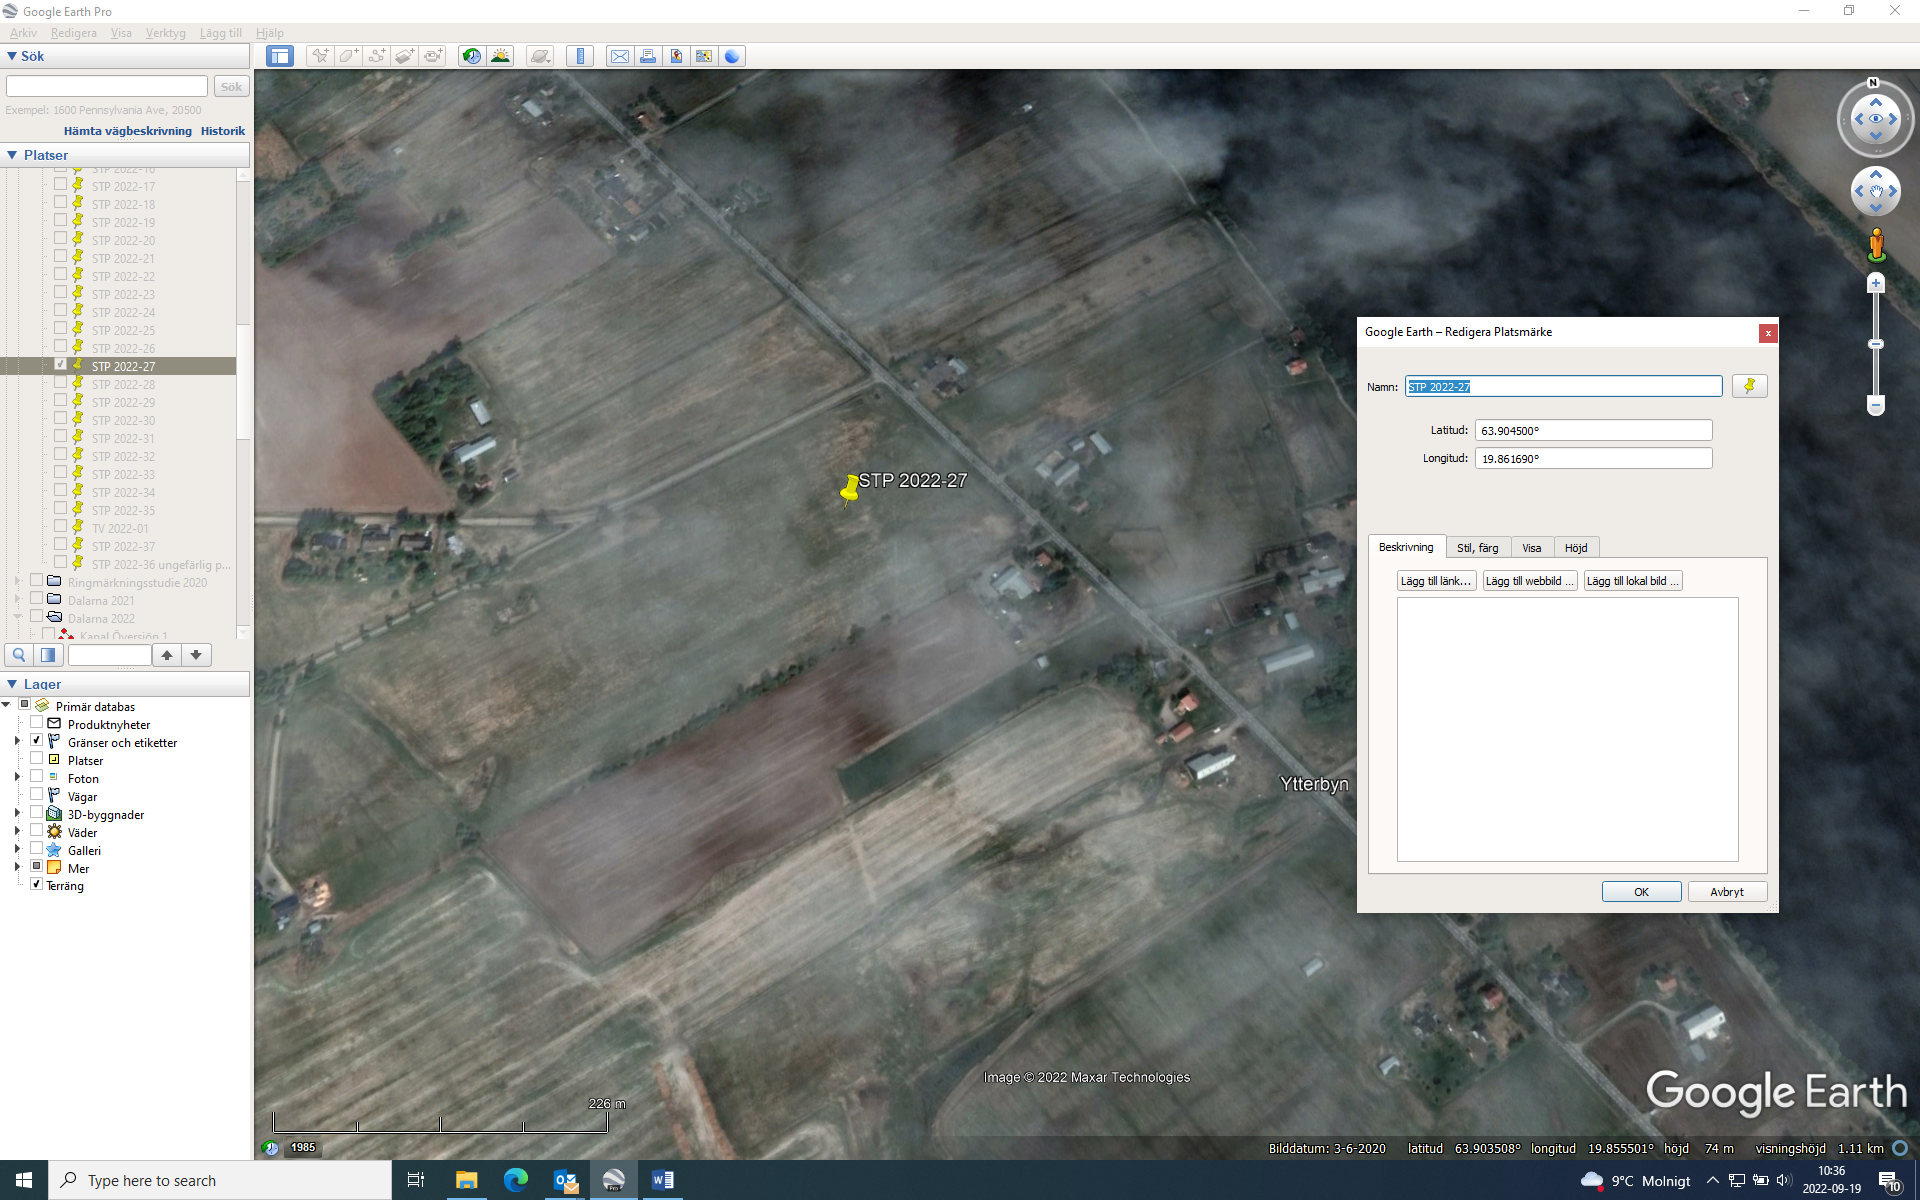 Google Earth Pro
Arkiv Redigera Visa Verktyg Lägg till Hjälp
Sök
Sök
Exempel: 1600 Pennsylvania Ave, 20500
Hämta vägbeskrivning Historik
Platser
STP 2022-16
STP 2022-17
STP 2022-18
STP 2022-19
STP 2022-20
STP 2022-21
STP 2022-22
STP 2022-23
STP 2022-24
STP 2022-25
STP 2022-26
STP 2022-27
STP 2022-28
STP 2022-29
STP 2022-30
STP 2022-31
STP 2022-32
STP 2022-33
STP 2022-34
STP 2022-35
TV 2022-01
STP 2022-37
STP 2022-36 ungefärlig p...
Ringmärkningsstudie 2020
Dalarna 2021
Dalarna 2022
Kanal Översjön 1
Lager
Primär databas
Produktnyheter
Gränser och etiketter
Platser
Foton
Vägar
3D-byggnader
Väder
Galleri
Mer
Terräng
N
STP 2022-27
Ytterbyn
Image © 2022 Maxar Technologies
226 m
1985
Google Earth
Bilddatum: 3-6-2020 latitud 63.903508° longitud 19.855501° höjd 74 m visningshöjd 1.11 km
Google Earth – Redigera Platsmärke
x
Namn: STP 2022-27
Latitud: 63.904500°
Longitud: 19.861690°
Beskrivning Stil, färg Visa Höjd
Lägg till länk... Lägg till webbild ... Lägg till lokal bild ...
OK Avbryt
Type here to search
9°C Molnigt
10:36
2022-09-19
10